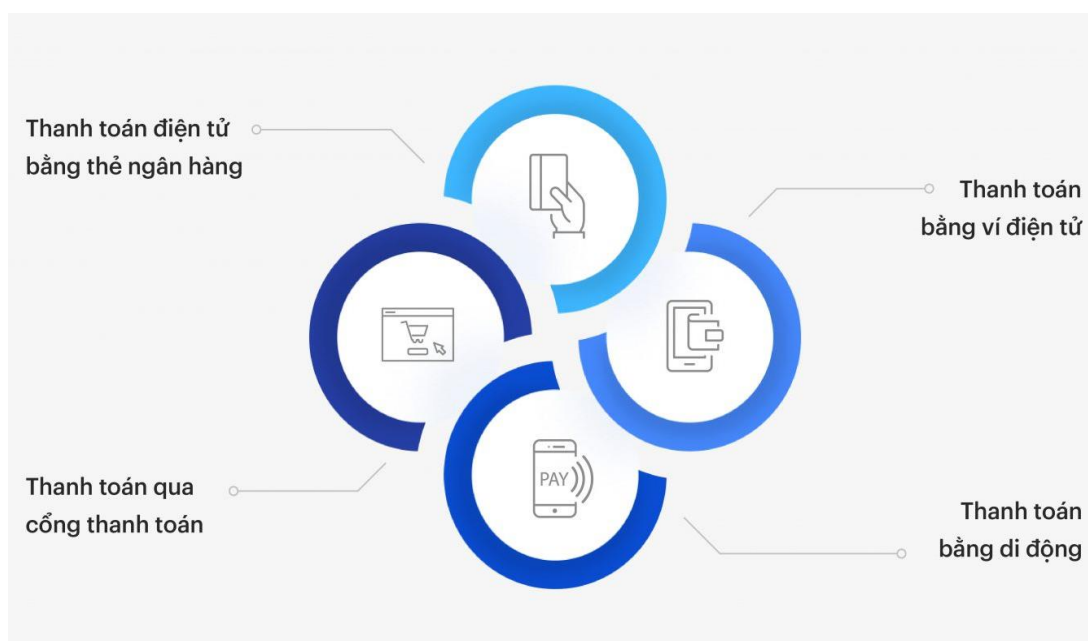 Thanh toán điện tử
bằng thẻ ngân hàng
Thanh toán
bằng ví điện tử
PAY
Thanh toán qua
cổng thanh toán
Thanh toán
bằng di động